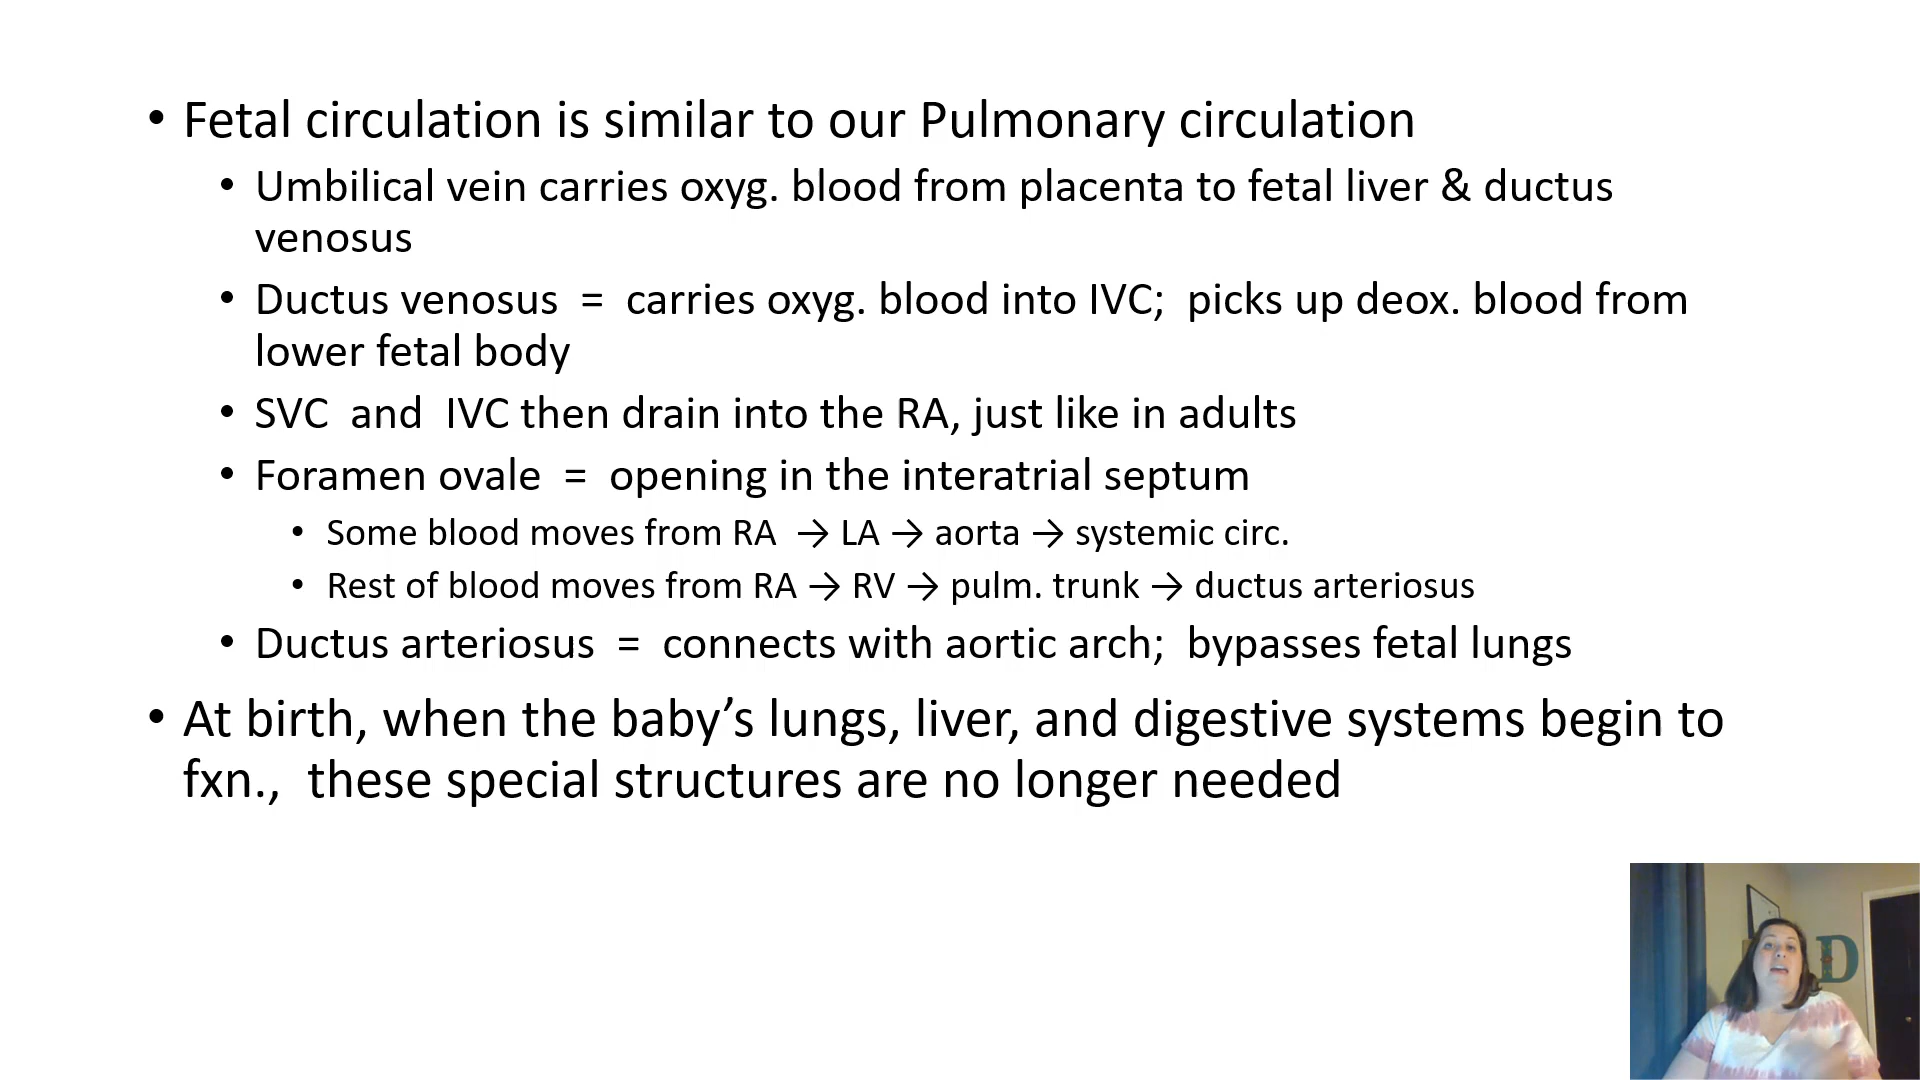 • Fetal circulation is similar to our Pulmonary circulation
• Umbilical vein carries oxyg. blood from placenta to fetal liver & ductus
venosus
• Ductus venosus = carries oxyg. blood into IVC; picks up deox. blood from
lower fetal body
• SVC and IVC then drain into the RA, just like in adults
• Foramen ovale = opening in the interatrial septum
• Some blood moves from RA → LA → aorta → systemic circ.
• Rest of blood moves from RA → RV → pulm. trunk → ductus arteriosus
• Ductus arteriosus = connects with aortic arch; bypasses fetal lungs
• At birth, when the baby’s lungs, liver, and digestive systems begin to
fxn., these special structures are no longer needed
D